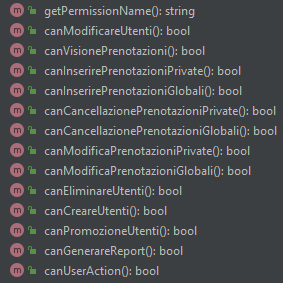 getPermissionName(): string
canModificareUtenti(): bool
canVisionePrenotazioni(): bool
canInserirePrenotazioniPrivate(): bool
canInserirePrenotazioniGlobali(): bool
canCancellazionePrenotazioniPrivate(): bool
canCancellazionePrenotazioniGlobali(): bool
canModificaPrenotazioniPrivate(): bool
canModificaPrenotazioniGlobali(): bool
canEliminareUtenti(): bool
canCreareUtenti(): bool
canPromozioneUtenti(): bool
canGenerareReport(): bool
canUserAction(): bool